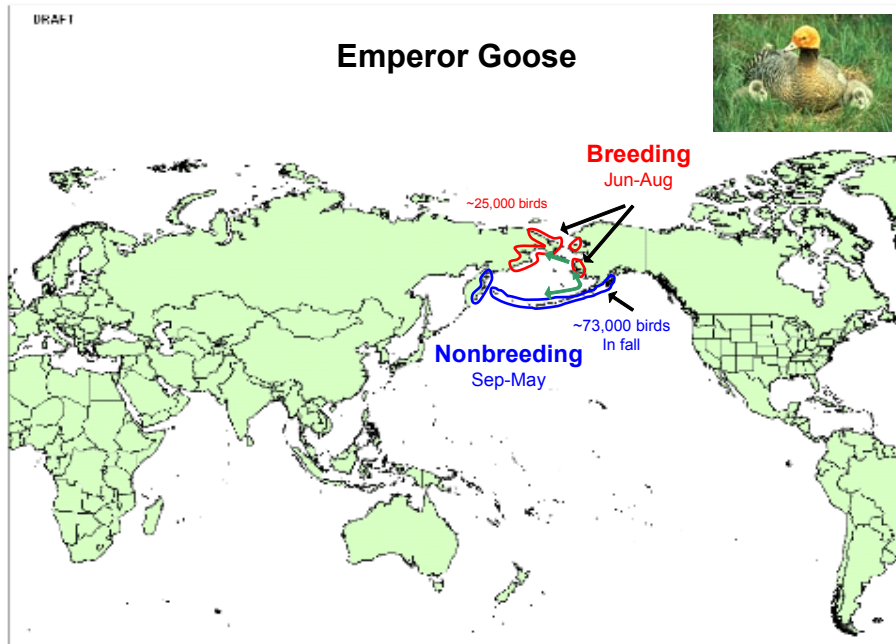 DRAFT
Emperor Goose
Breeding
Jun-Aug
~25,000 birds
~73,000 birds
In fall
Nonbreeding
Sep-May